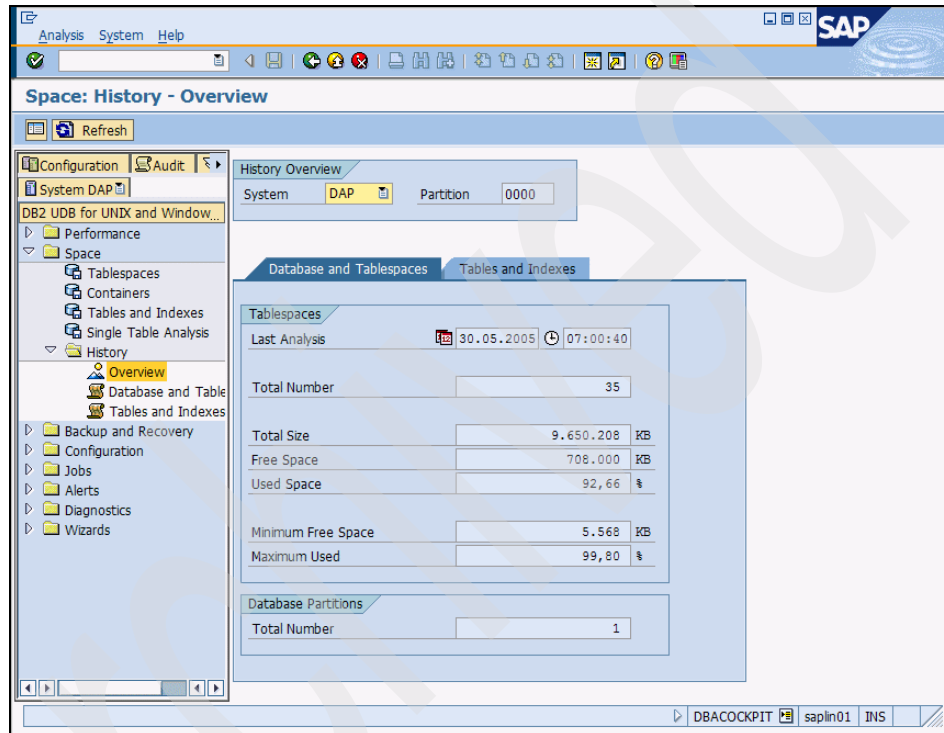 Analysis System Help
SAP
Space: History - Overview
Refresh
Configuration Audit
System DAP
DB2 UDB for UNIX and Window...
Performance
Space
Tablespaces
Containers
Tables and Indexes
Single Table Analysis
History
Overview
Database and Table
Tables and Indexes
Backup and Recovery
Configuration
Jobs
Alerts
Diagnostics
Wizards
History Overview
System DAP Partition 0000
Database and Tablespaces Tables and Indexes
Tablespaces
Last Analysis 12 30.05.2005 07:00:40
Total Number 35
Total Size 9.650.208 KB
Free Space 708.000 KB
Used Space 92,66 %
Minimum Free Space 5.568 KB
Maximum Used 99,80 %
Database Partitions
Total Number 1
DBACOCKPIT saplin01 INS